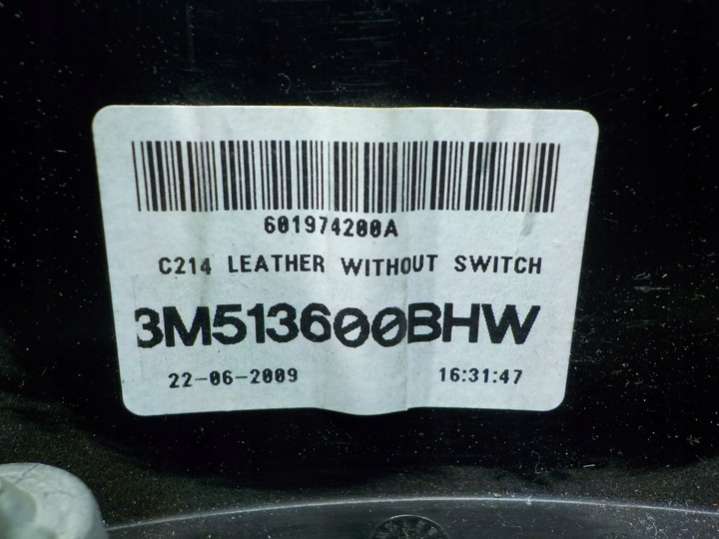 601974200A
C214 LEATHER WITHOUT SWITCH
3M513600BHW
22-06-2009 16:31:47